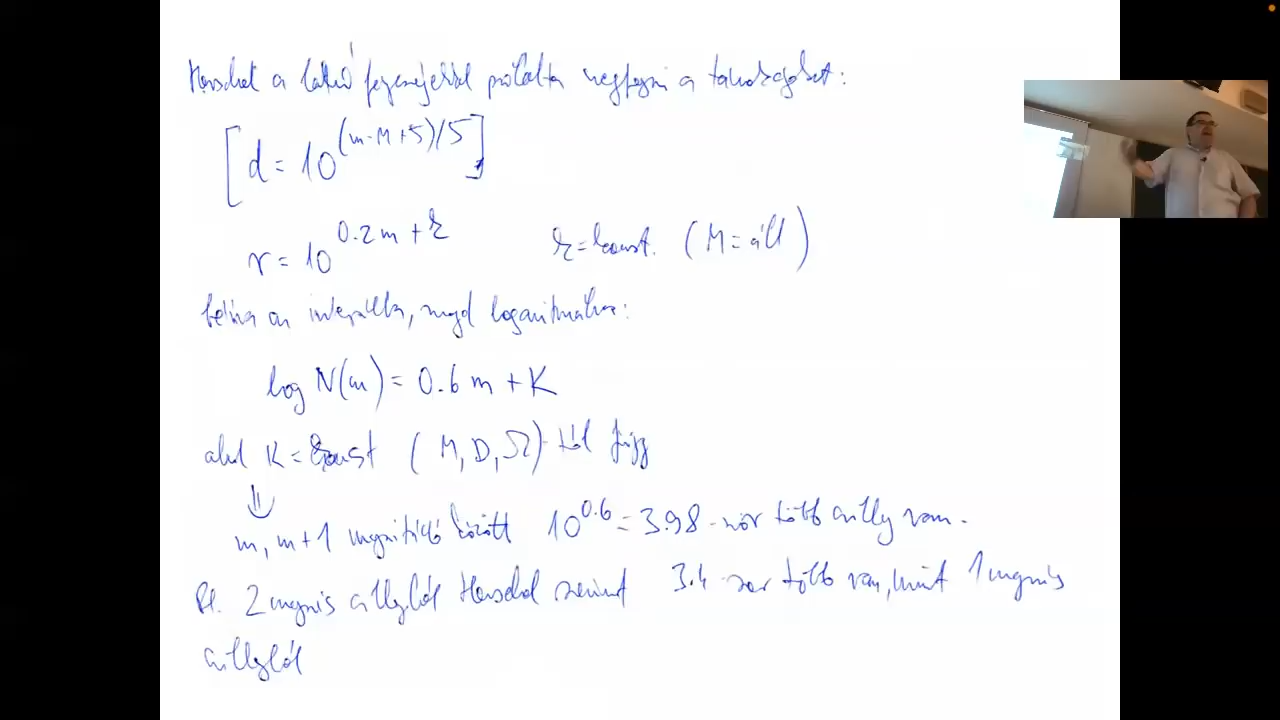 Herschel a látszó fényességekkel próbálta megfogni a távolságokat:
[d = 10^(m-M+5)/5]
r = 10^0.2m + k k = konst. (M = áll)
beírva az integrálba, majd logaritmálva:
log N(m) = 0.6 m + K
ahol K = konst (M, D, Ω)-tól függ
⇓
m, m+1 magnitúdó között 10^0.6 = 3.98-szor több csillag van.
Pl. 2 magnis csillagból Herschel szerint 3.4-szer több van, mint 1 magnis
csillagból